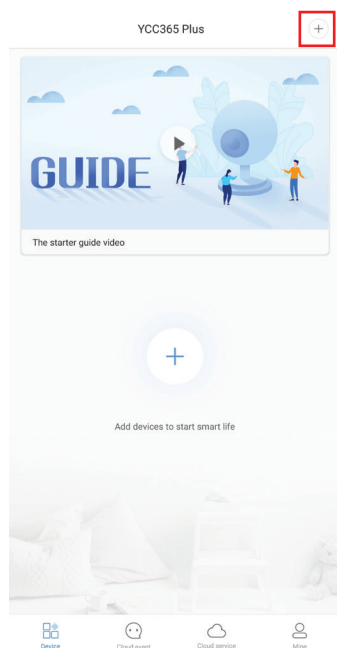 YCC365 Plus
GUIDE
The starter guide video
Add devices to start smart life
Device
Cloud event
Cloud service
Mine